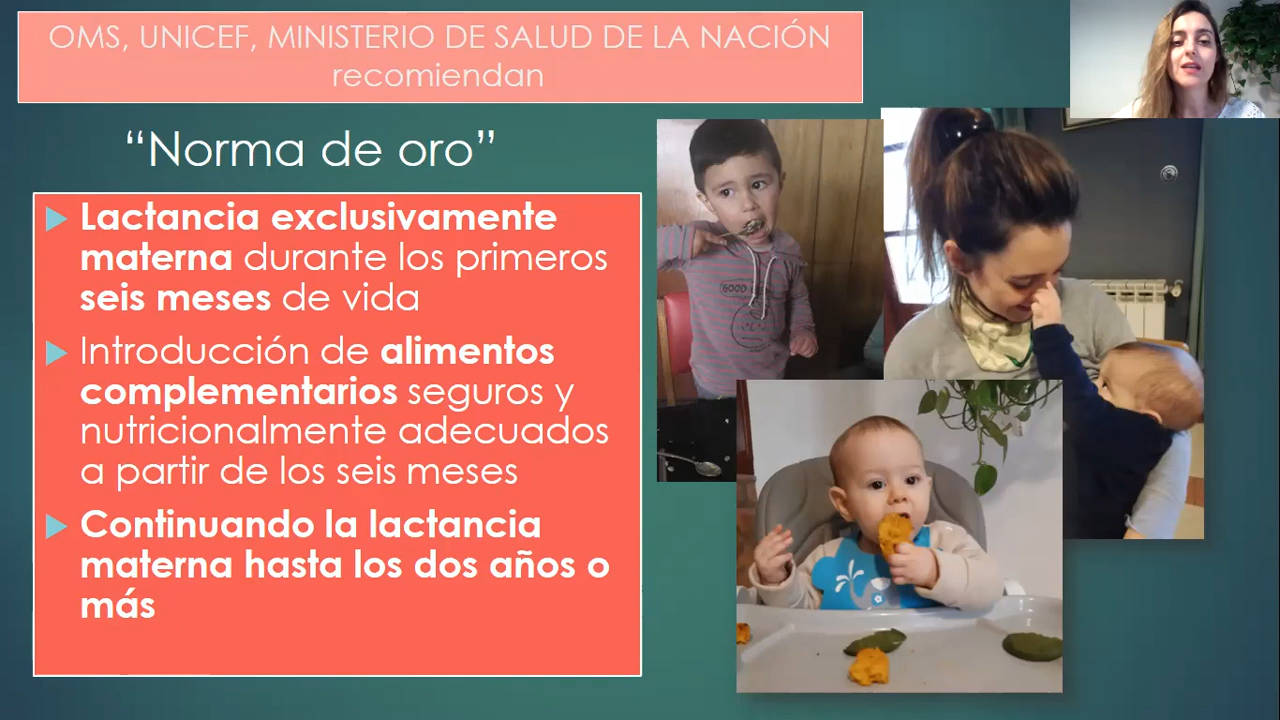 OMS, UNICEF, MINISTERIO DE SALUD DE LA NACIÓN
recomiendan
“Norma de oro”
Lactancia exclusivamente
materna durante los primeros
seis meses de vida
Introducción de alimentos
complementarios seguros y
nutricionalmente adecuados
a partir de los seis meses
Continuando la lactancia
materna hasta los dos años o
más
GOOD